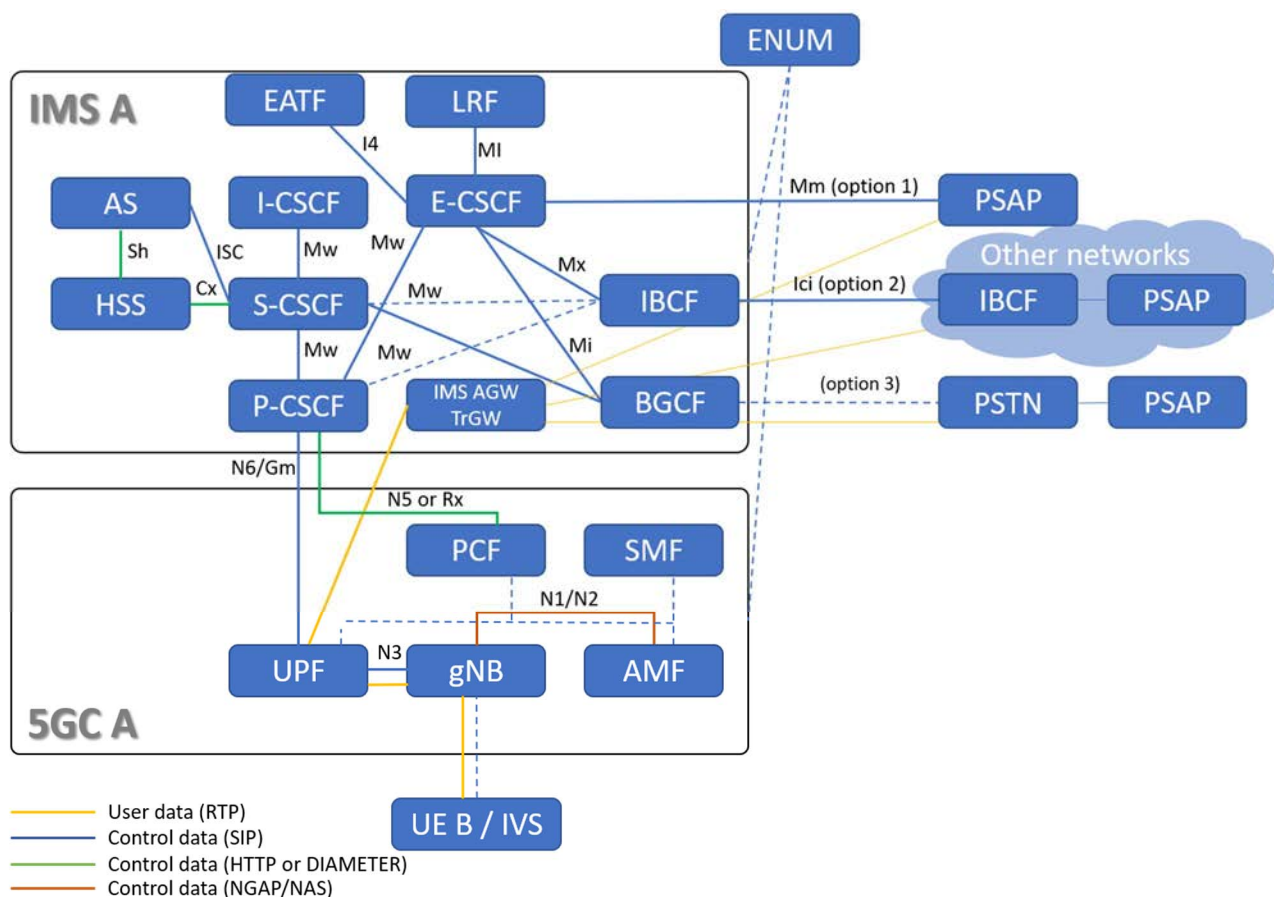 ENUM
IMS A
EATF
LRF
I4
MI
AS
I-CSCF
E-CSCF
Mm (option 1)
PSAP
Sh
ISC
Mw
Mw
Mx
Other networks
HSS
Cx
S-CSCF
Mw
IBCF
Ici (option 2)
IBCF
PSAP
Mw
Mw
Mi
P-CSCF
IMS AGW
TrGW
BGCF
(option 3)
PSTN
PSAP
N6/Gm
N5 or Rx
PCF
SMF
N1/N2
UPF
N3
gNB
AMF
5GC A
UE B / IVS
User data (RTP)
Control data (SIP)
Control data (HTTP or DIAMETER)
Control data (NGAP/NAS)